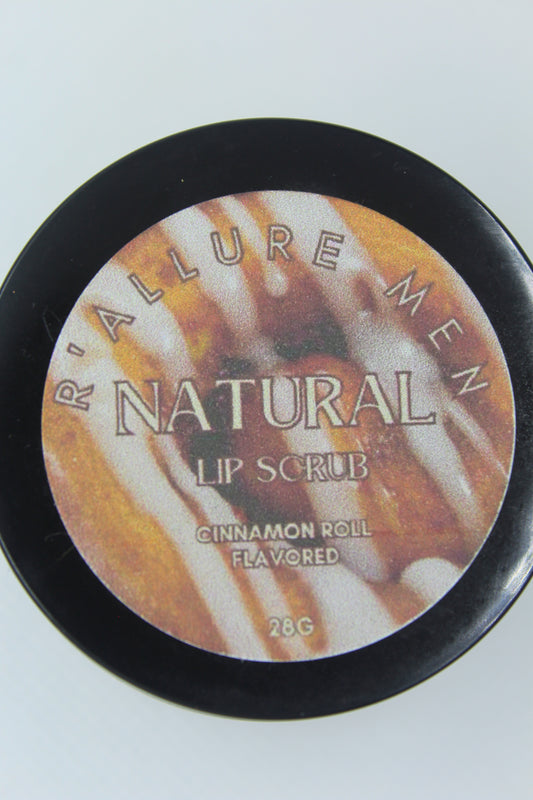 R'ALLURE MEN
NATURAL
LIP SCRUB
CINNAMON ROLL
FLAVORED
28G